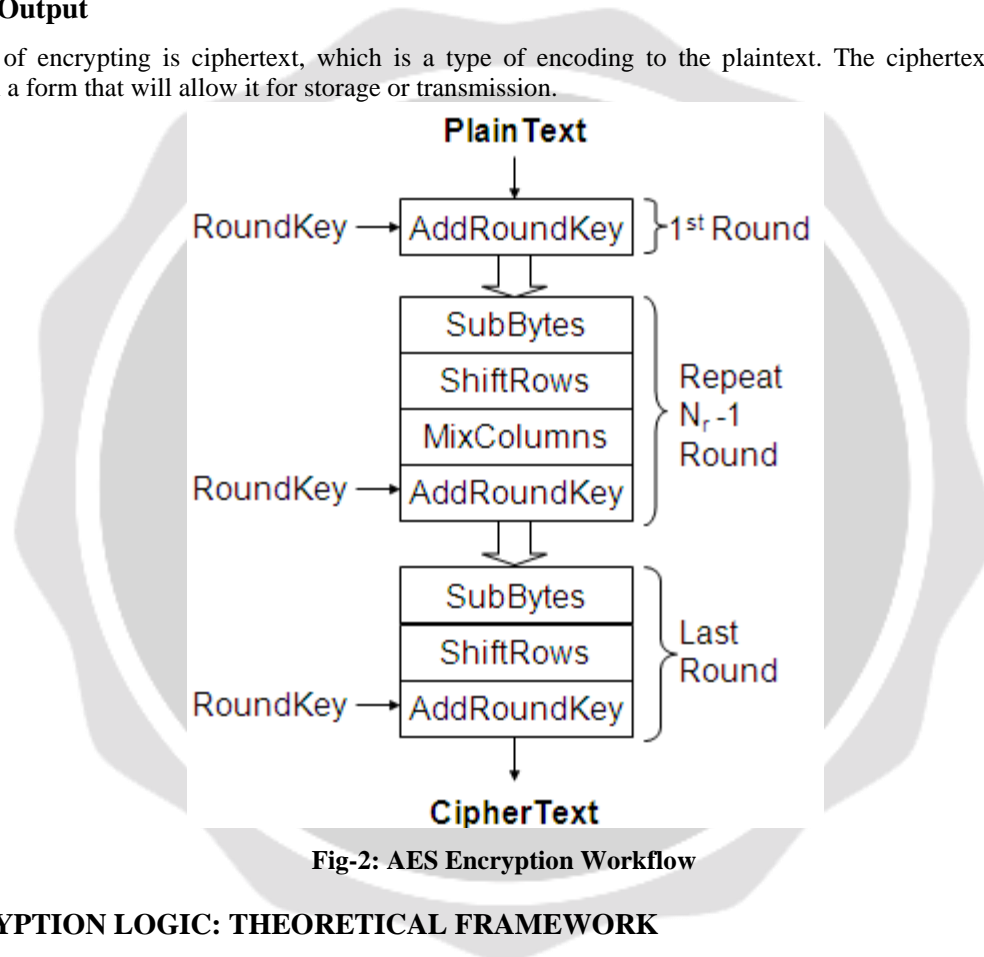 Output
of encrypting is ciphertext, which is a type of encoding to the plaintext. The
a form that will allow it for storage or transmission.
PlainText
RoundKey AddRoundKey 1st Round
SubBytes
ShiftRows
MixColumns
RoundKey AddRoundKey
Repeat
Nr -1
Round
SubBytes
ShiftRows
RoundKey AddRoundKey
Last
Round
CipherText
Fig-2: AES Encryption Workflow
LOGIC: THEORETICAL FRAMEWORK